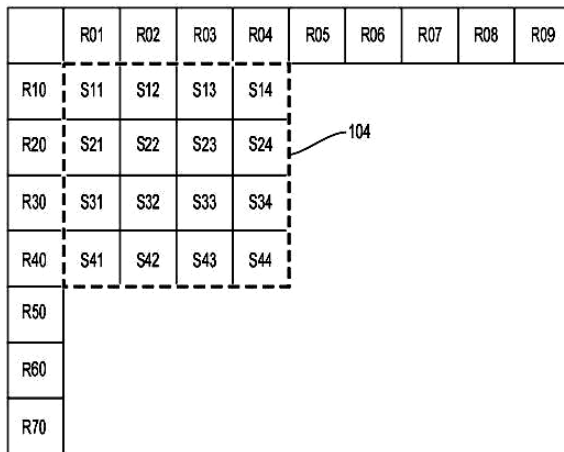 R01 R02 R03 R04 R05 R06 R07 R08 R09
R10 S11 S12 S13 S14
104
R20 S21 S22 S23 S24
R30 S31 S32 S33 S34
R40 S41 S42 S43 S44
R50
R60
R70